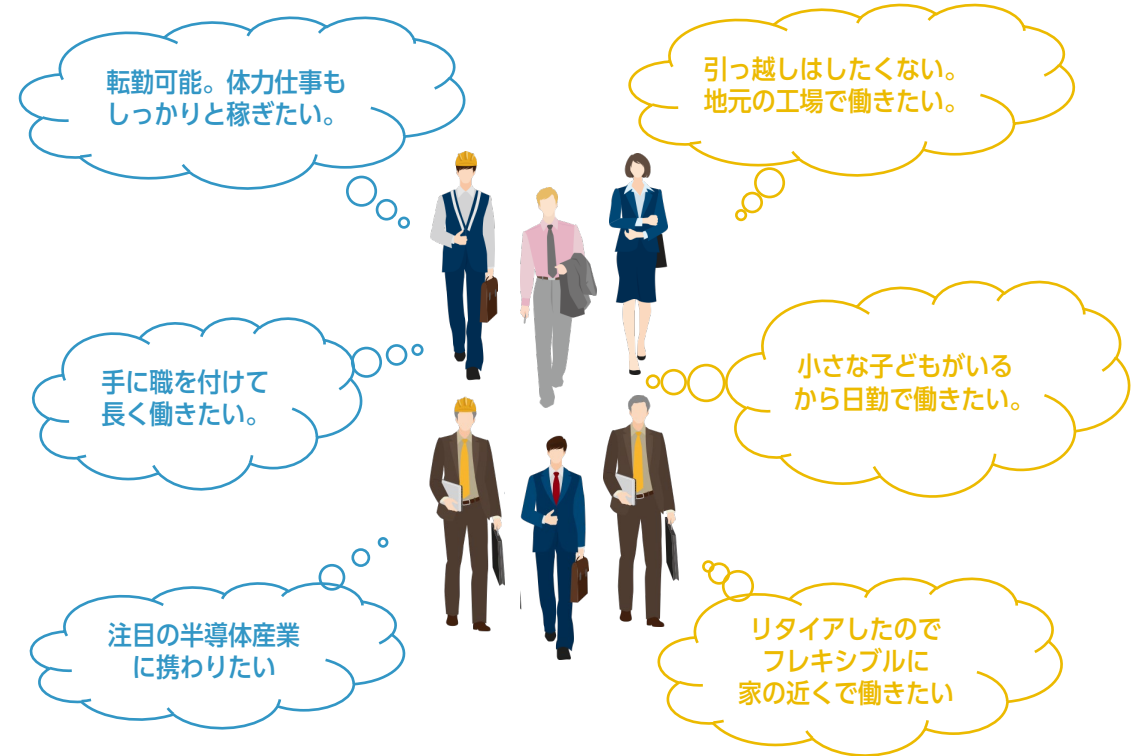 転勤可能。体力仕事も
しっかりと稼ぎたい。
引っ越しはしたくない。
地元の工場で働きたい。
手に職を付けて
長く働きたい。
小さな子どもがいる
から日勤で働きたい。
注目の半導体産業
に携わりたい
リタイアしたので
フレキシブルに
家の近くで働きたい